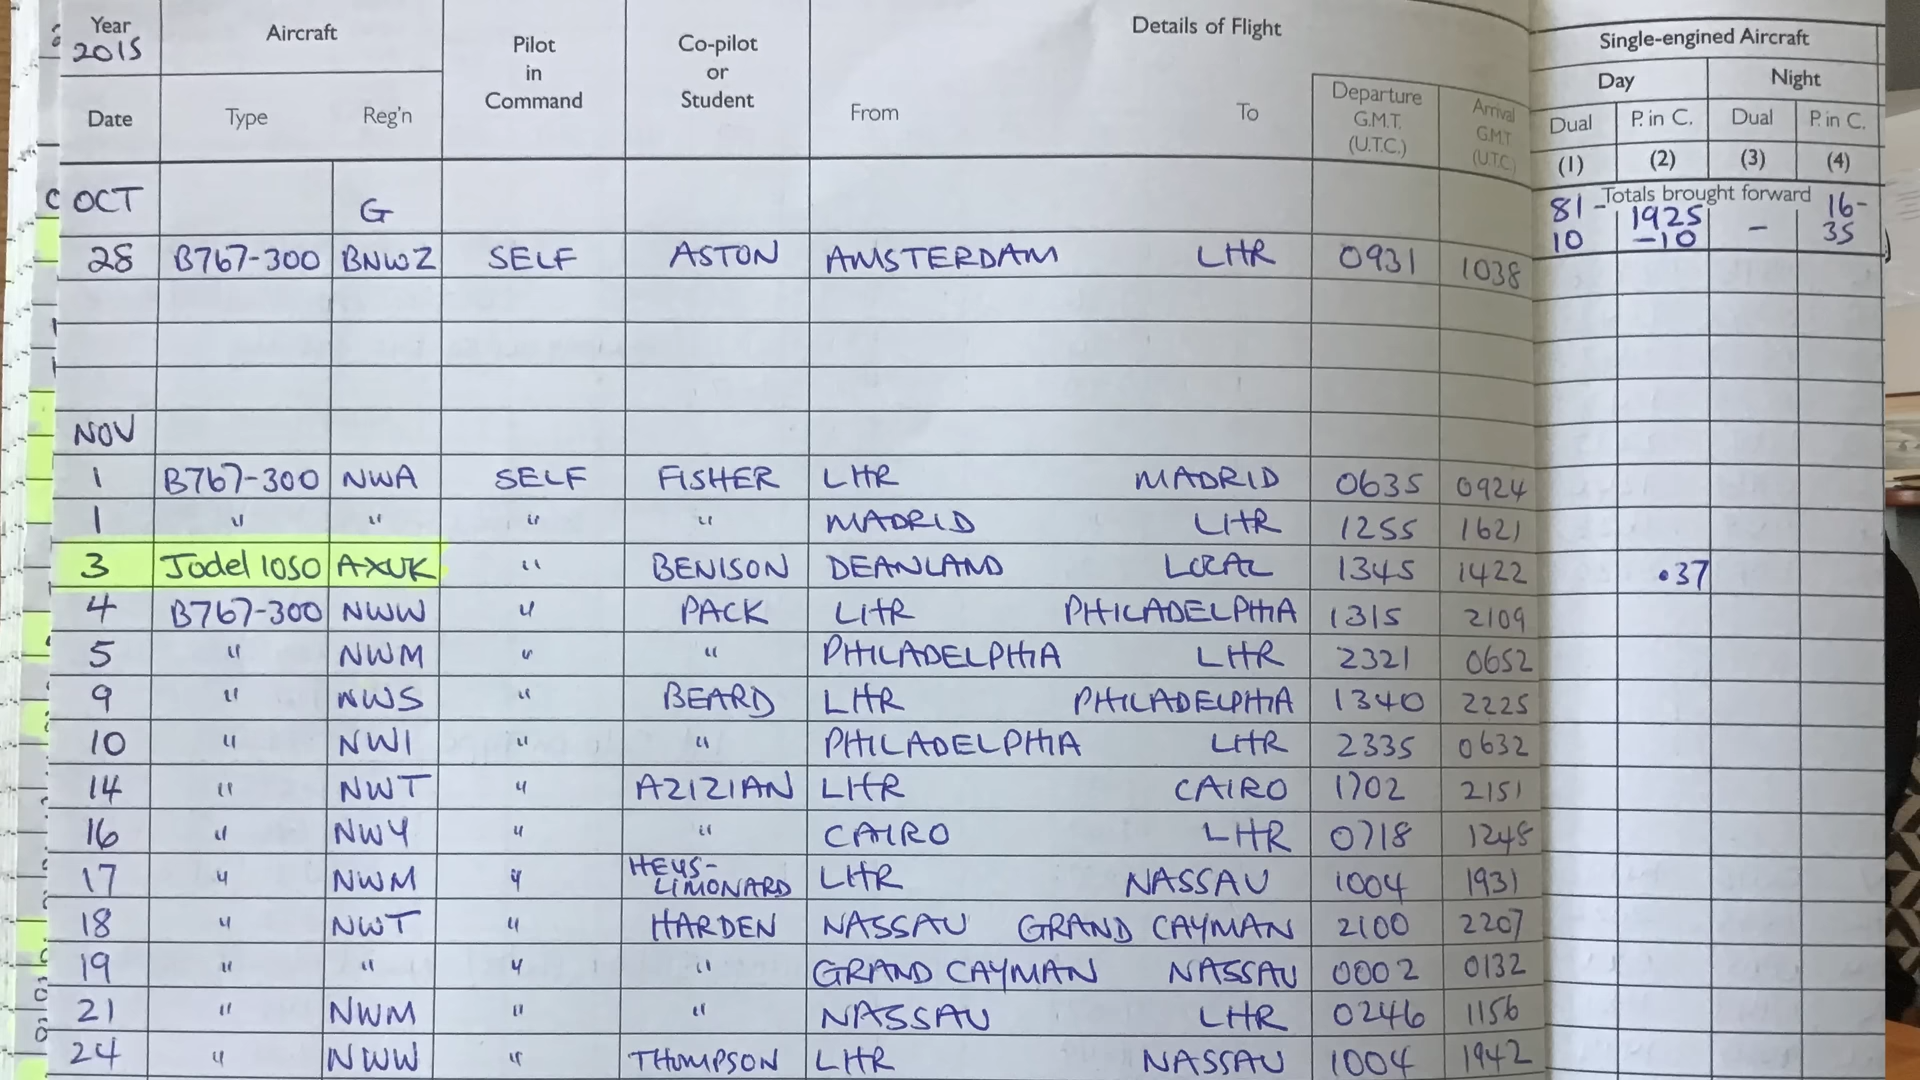 Year 2015 Aircraft Pilot in Command Co-pilot or Student Details of Flight Single-engined Aircraft
Day Night
Date Type Reg'n From To Departure G.M.T. (U.T.C.) Arrival G.M.T (U.T.C) Dual P. in C. Dual P. in C.
(1) (2) (3) (4)
Totals brought forward
OCT G 81- 1925 16-
10 -10 - 35
28 B767-300 BNWZ SELF ASTON AMSTERDAM LHR 0931 1038
NOV
1 B767-300 NWA SELF FISHER LHR MADRID 0635 0924
1 " " " " MADRID LHR 1255 1621
3 Jodel 1050 AXUK " BENISON DEANLAND LOCAL 1345 1422 .37
4 B767-300 NWW " PACK LHR PHILADELPHIA 1315 2109
5 " NWM " " PHILADELPHIA LHR 2321 0652
9 " NWS " BEARD LHR PHILADELPHIA 1340 2225
10 " NWI " " PHILADELPHIA LHR 2335 0632
14 " NWT " AZIZIAN LHR CAIRO 1702 2151
16 " NWY " " CAIRO LHR 0718 1248
17 " NWM " HEYS-LIMONARD LHR NASSAU 1004 1931
18 " NWT " HARDEN NASSAU GRAND CAYMAN 2100 2207
19 " " " " GRAND CAYMAN NASSAU 0002 0132
21 " NWM " " NASSAU LHR 0246 1156
24 " NWW " THOMPSON LHR NASSAU 1004 1942